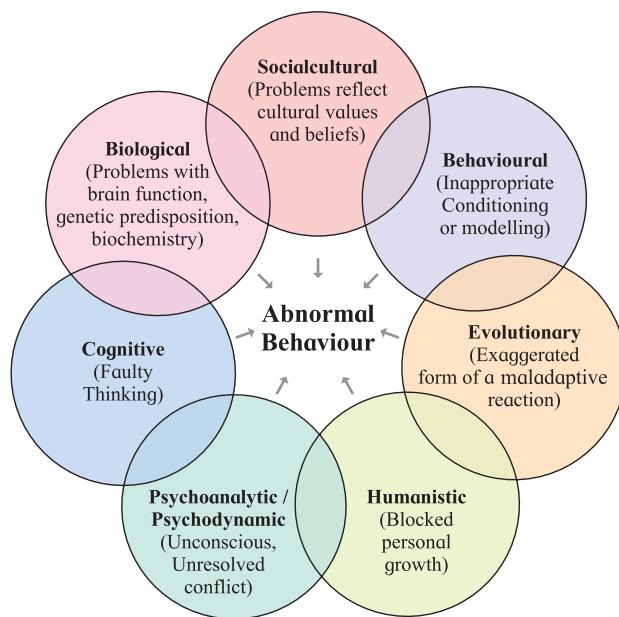 Socialcultural
(Problems reflect
cultural values
and beliefs)
Behavioural
(Inappropriate
Conditioning
or modelling)
Evolutionary
(Exaggerated
form of a maladaptive
reaction)
Humanistic
(Blocked
personal
growth)
Psychoanalytic /
Psychodynamic
(Unconscious,
Unresolved
conflict)
Cognitive
(Faulty
Thinking)
Biological
(Problems with
brain function,
genetic predisposition,
biochemistry)
Abnormal
Behaviour